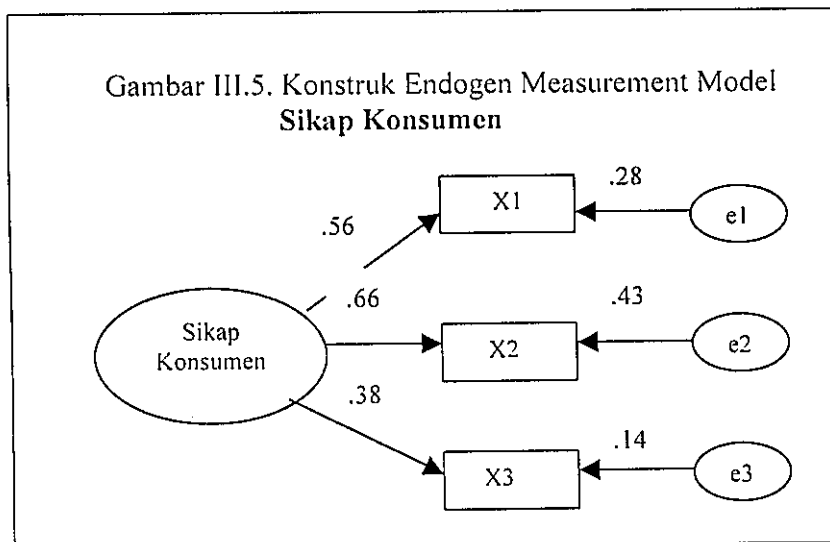 Gambar III.5. Konstruk Endogen Measurement Model
Sikap Konsumen
X1
.28
e1
.56
.66
.43
Sikap
Konsumen
X2
e2
.38
.14
X3
e3